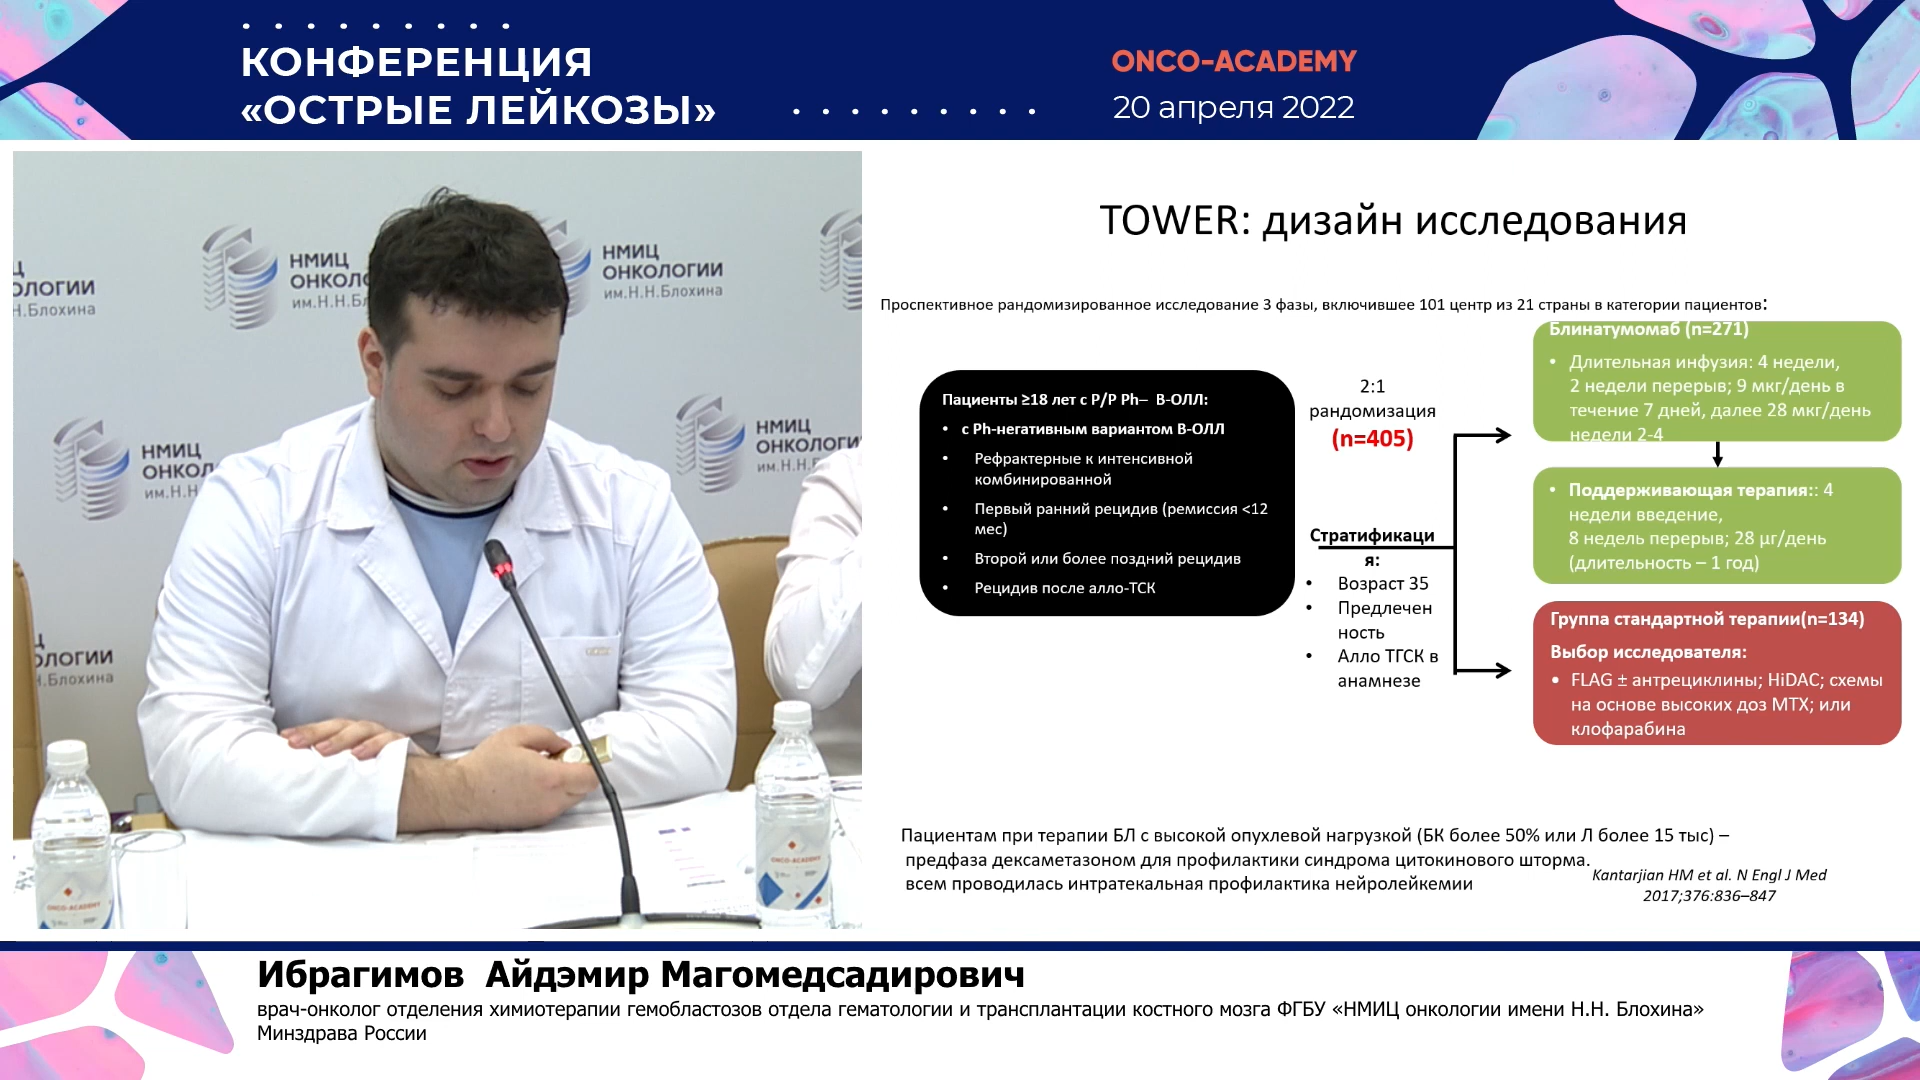 КОНФЕРЕНЦИЯ
«ОСТРЫЕ ЛЕЙКОЗЫ»
ONCO-ACADEMY
20 апреля 2022
НМИЦ
ОНКОЛОГИИ
им.Н.Н.Блохина
НМИЦ
ОНКОЛ
им.Н.Н.
TOWER: дизайн исследования
Проспективное рандомизированное исследование 3 фазы, включившее 101 центр из 21 страны в категории пациентов:
Пациенты ≥18 лет с Р/Р Ph– В-ОЛЛ:
• с Ph-негативным вариантом В-ОЛЛ
• Рефрактерные к интенсивной
комбинированной
• Первый ранний рецидив (ремиссия <12
мес)
• Второй или более поздний рецидив
• Рецидив после алло-ТСК
2:1
рандомизация
(n=405)
Стратификаци
я:
• Возраст 35
• Предлечен
ность
• Алло ТГСК в
анамнезе
Блинатумомаб (n=271)
• Длительная инфузия: 4 недели,
2 недели перерыв; 9 мкг/день в
течение 7 дней, далее 28 мкг/день
недели 2-4
• Поддерживающая терапия:: 4
недели введение,
8 недель перерыв; 28 µг/день
(длительность – 1 год)
Группа стандартной терапии(n=134)
Выбор исследователя:
• FLAG ± антрециклины; HiDAC; схемы
на основе высоких доз MTX; или
клофарабина
Пациентам при терапии БЛ с высокой опухлевой нагрузкой (БК более 50% или Л более 15 тыс) –
предфаза дексаметазоном для профилактики синдрома цитокинового шторма.
всем проводилась интратекальная профилактика нейролейкемии
Kantarjian HM et al. N Engl J Med
2017;376:836–847
ONCO-ACADEMY
ONCO-ACADEMY
Ибрагимов Айдэмир Магомедсадирович
врач-онколог отделения химиотерапии гемобластозов отдела гематологии и трансплантации костного мозга ФГБУ «НМИЦ онкологии имени Н.Н. Блохина»
Минздрава России